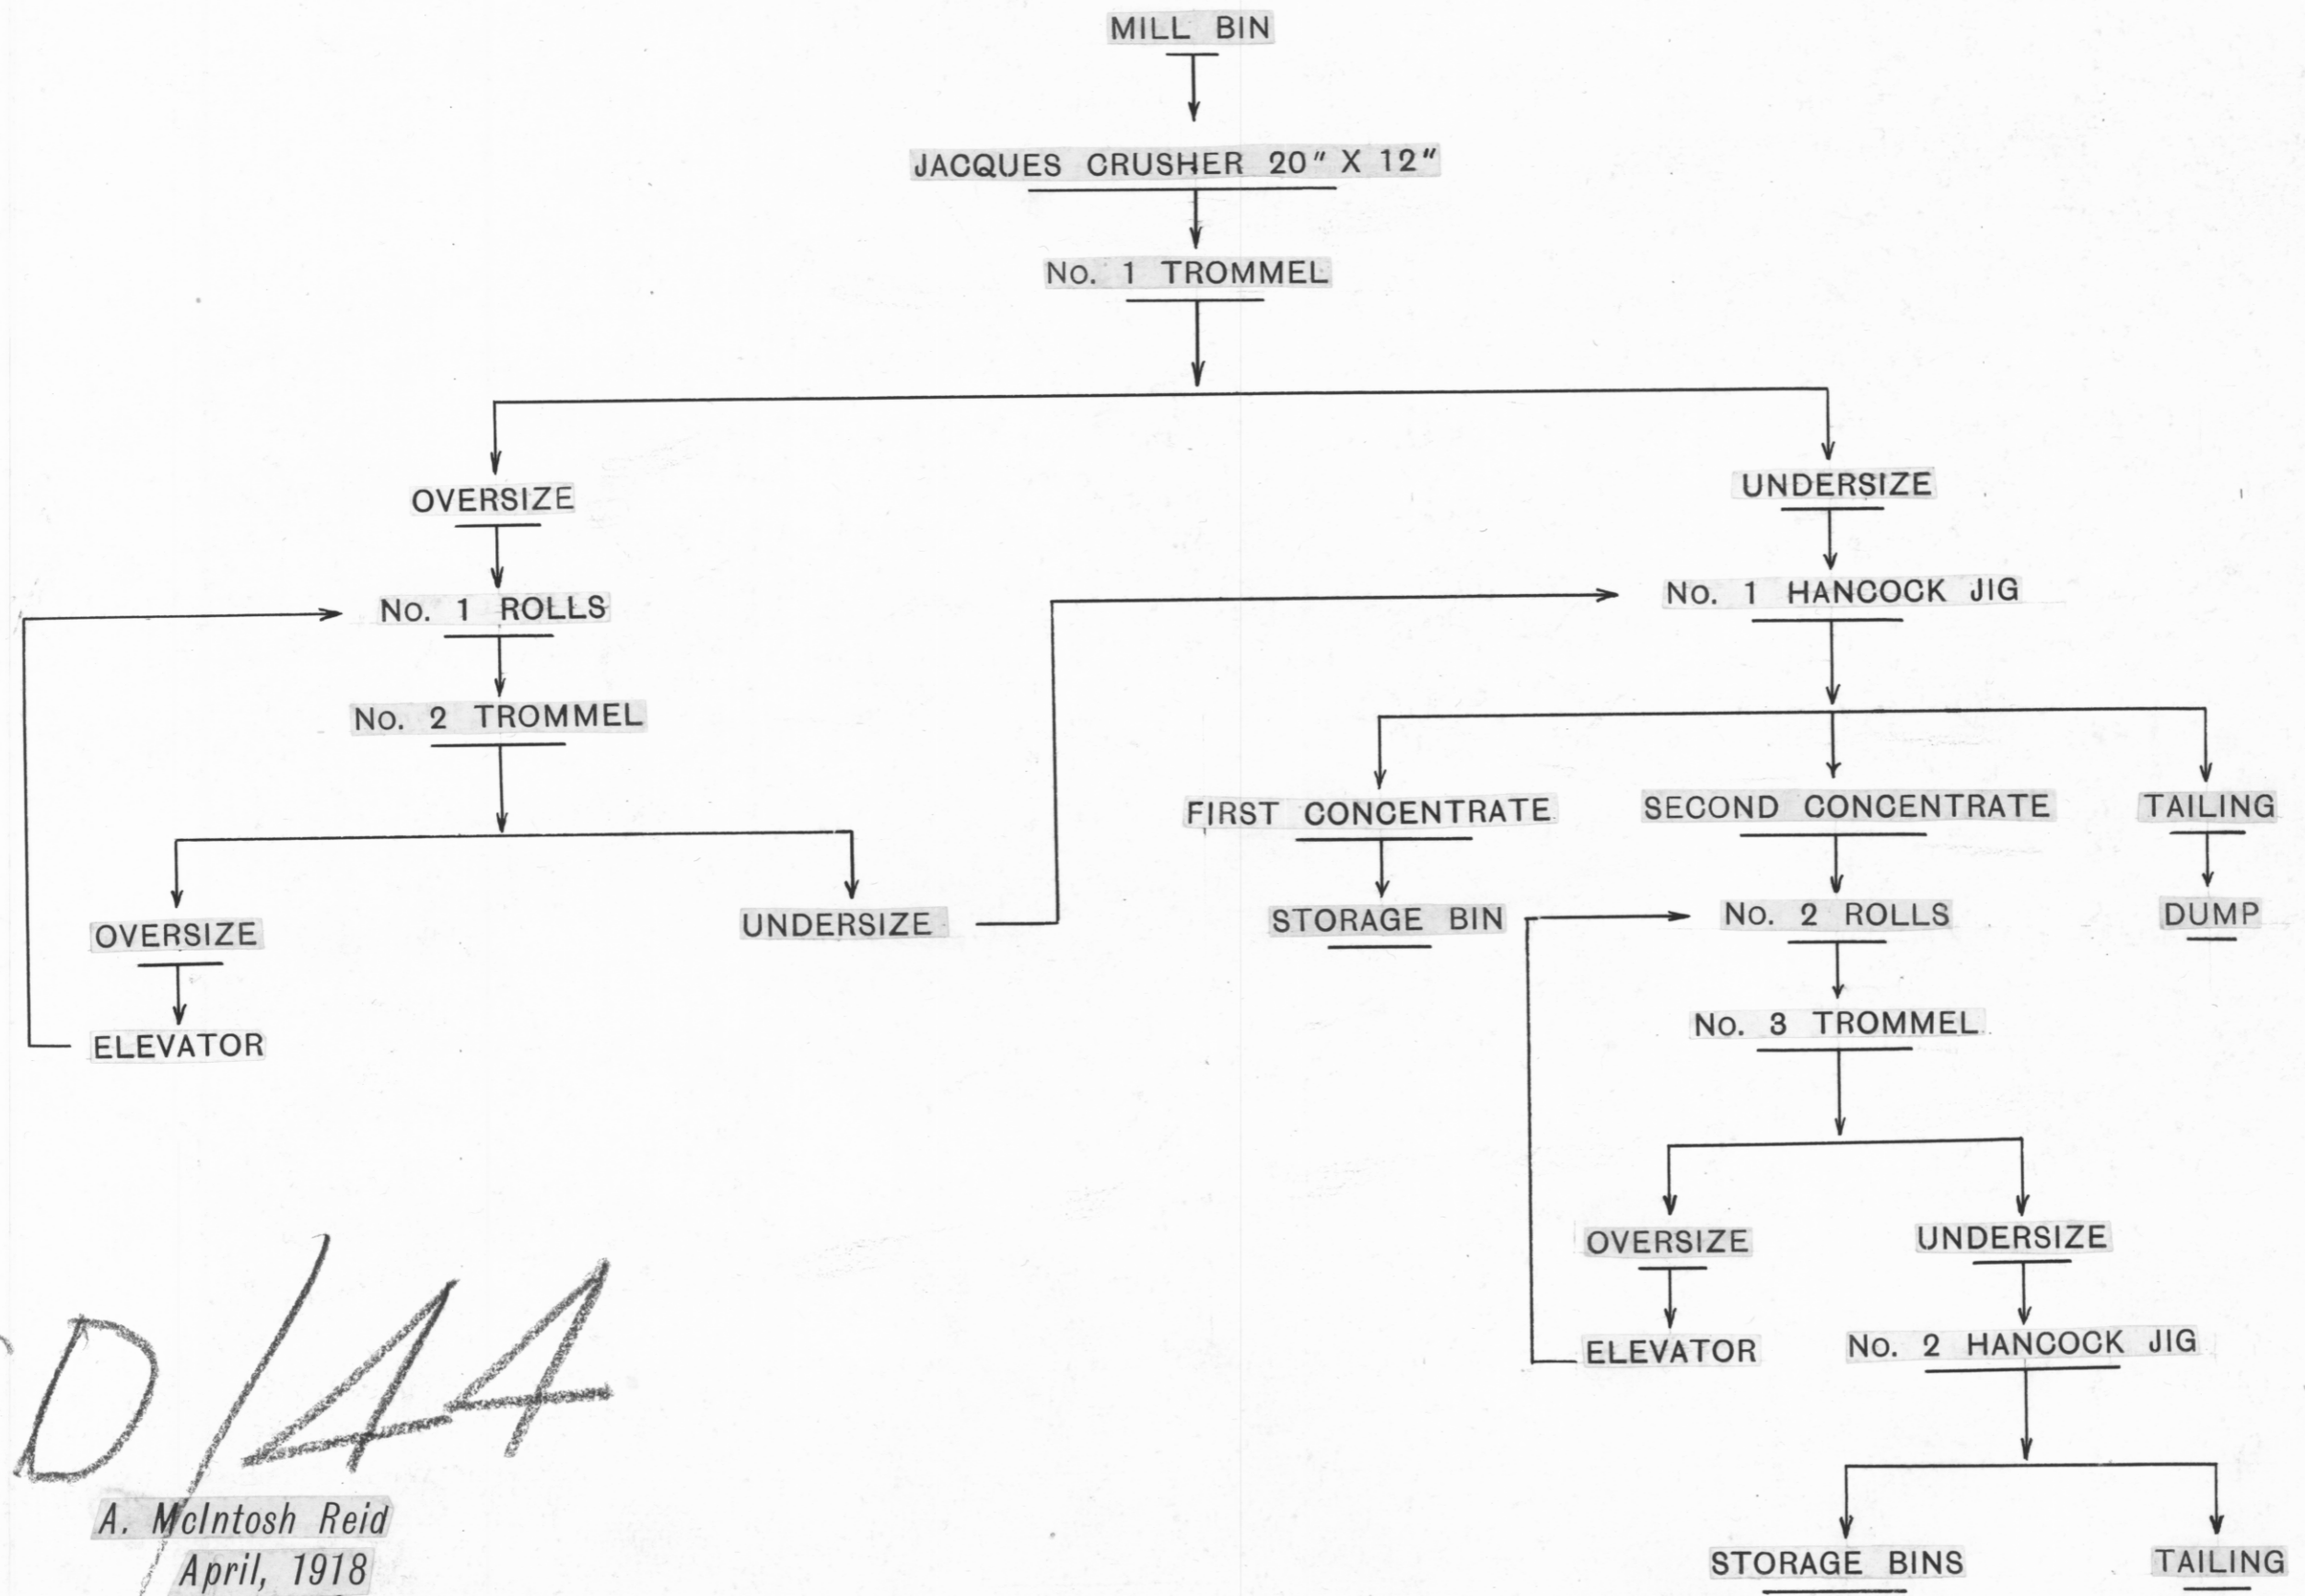 MILL BIN
JACQUES CRUSHER 20" X 12"
No. 1 TROMMEL
OVERSIZE
UNDERSIZE
No. 1 ROLLS
No. 1 HANCOCK JIG
No. 2 TROMMEL
FIRST CONCENTRATE
SECOND CONCENTRATE
TAILING
OVERSIZE
UNDERSIZE
STORAGE BIN
No. 2 ROLLS
DUMP
ELEVATOR
No. 3 TROMMEL
OVERSIZE
UNDERSIZE
ELEVATOR
No. 2 HANCOCK JIG
D/44
A. McIntosh Reid
April, 1918
STORAGE BINS
TAILING